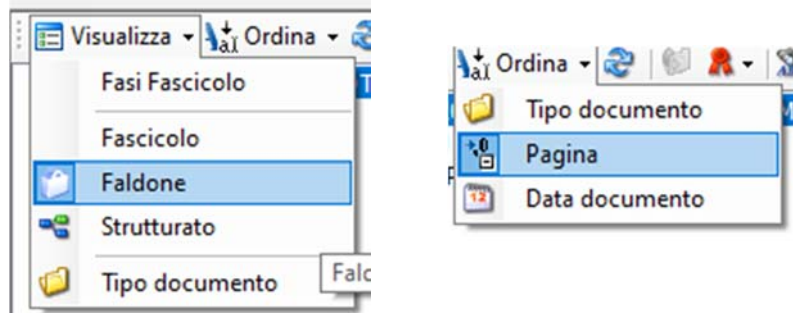 Visualizza Ordina
Fasi Fascicolo
Fascicolo
Faldone
Strutturato
Tipo documento
Ordina
Tipo documento
Pagina
Data documento